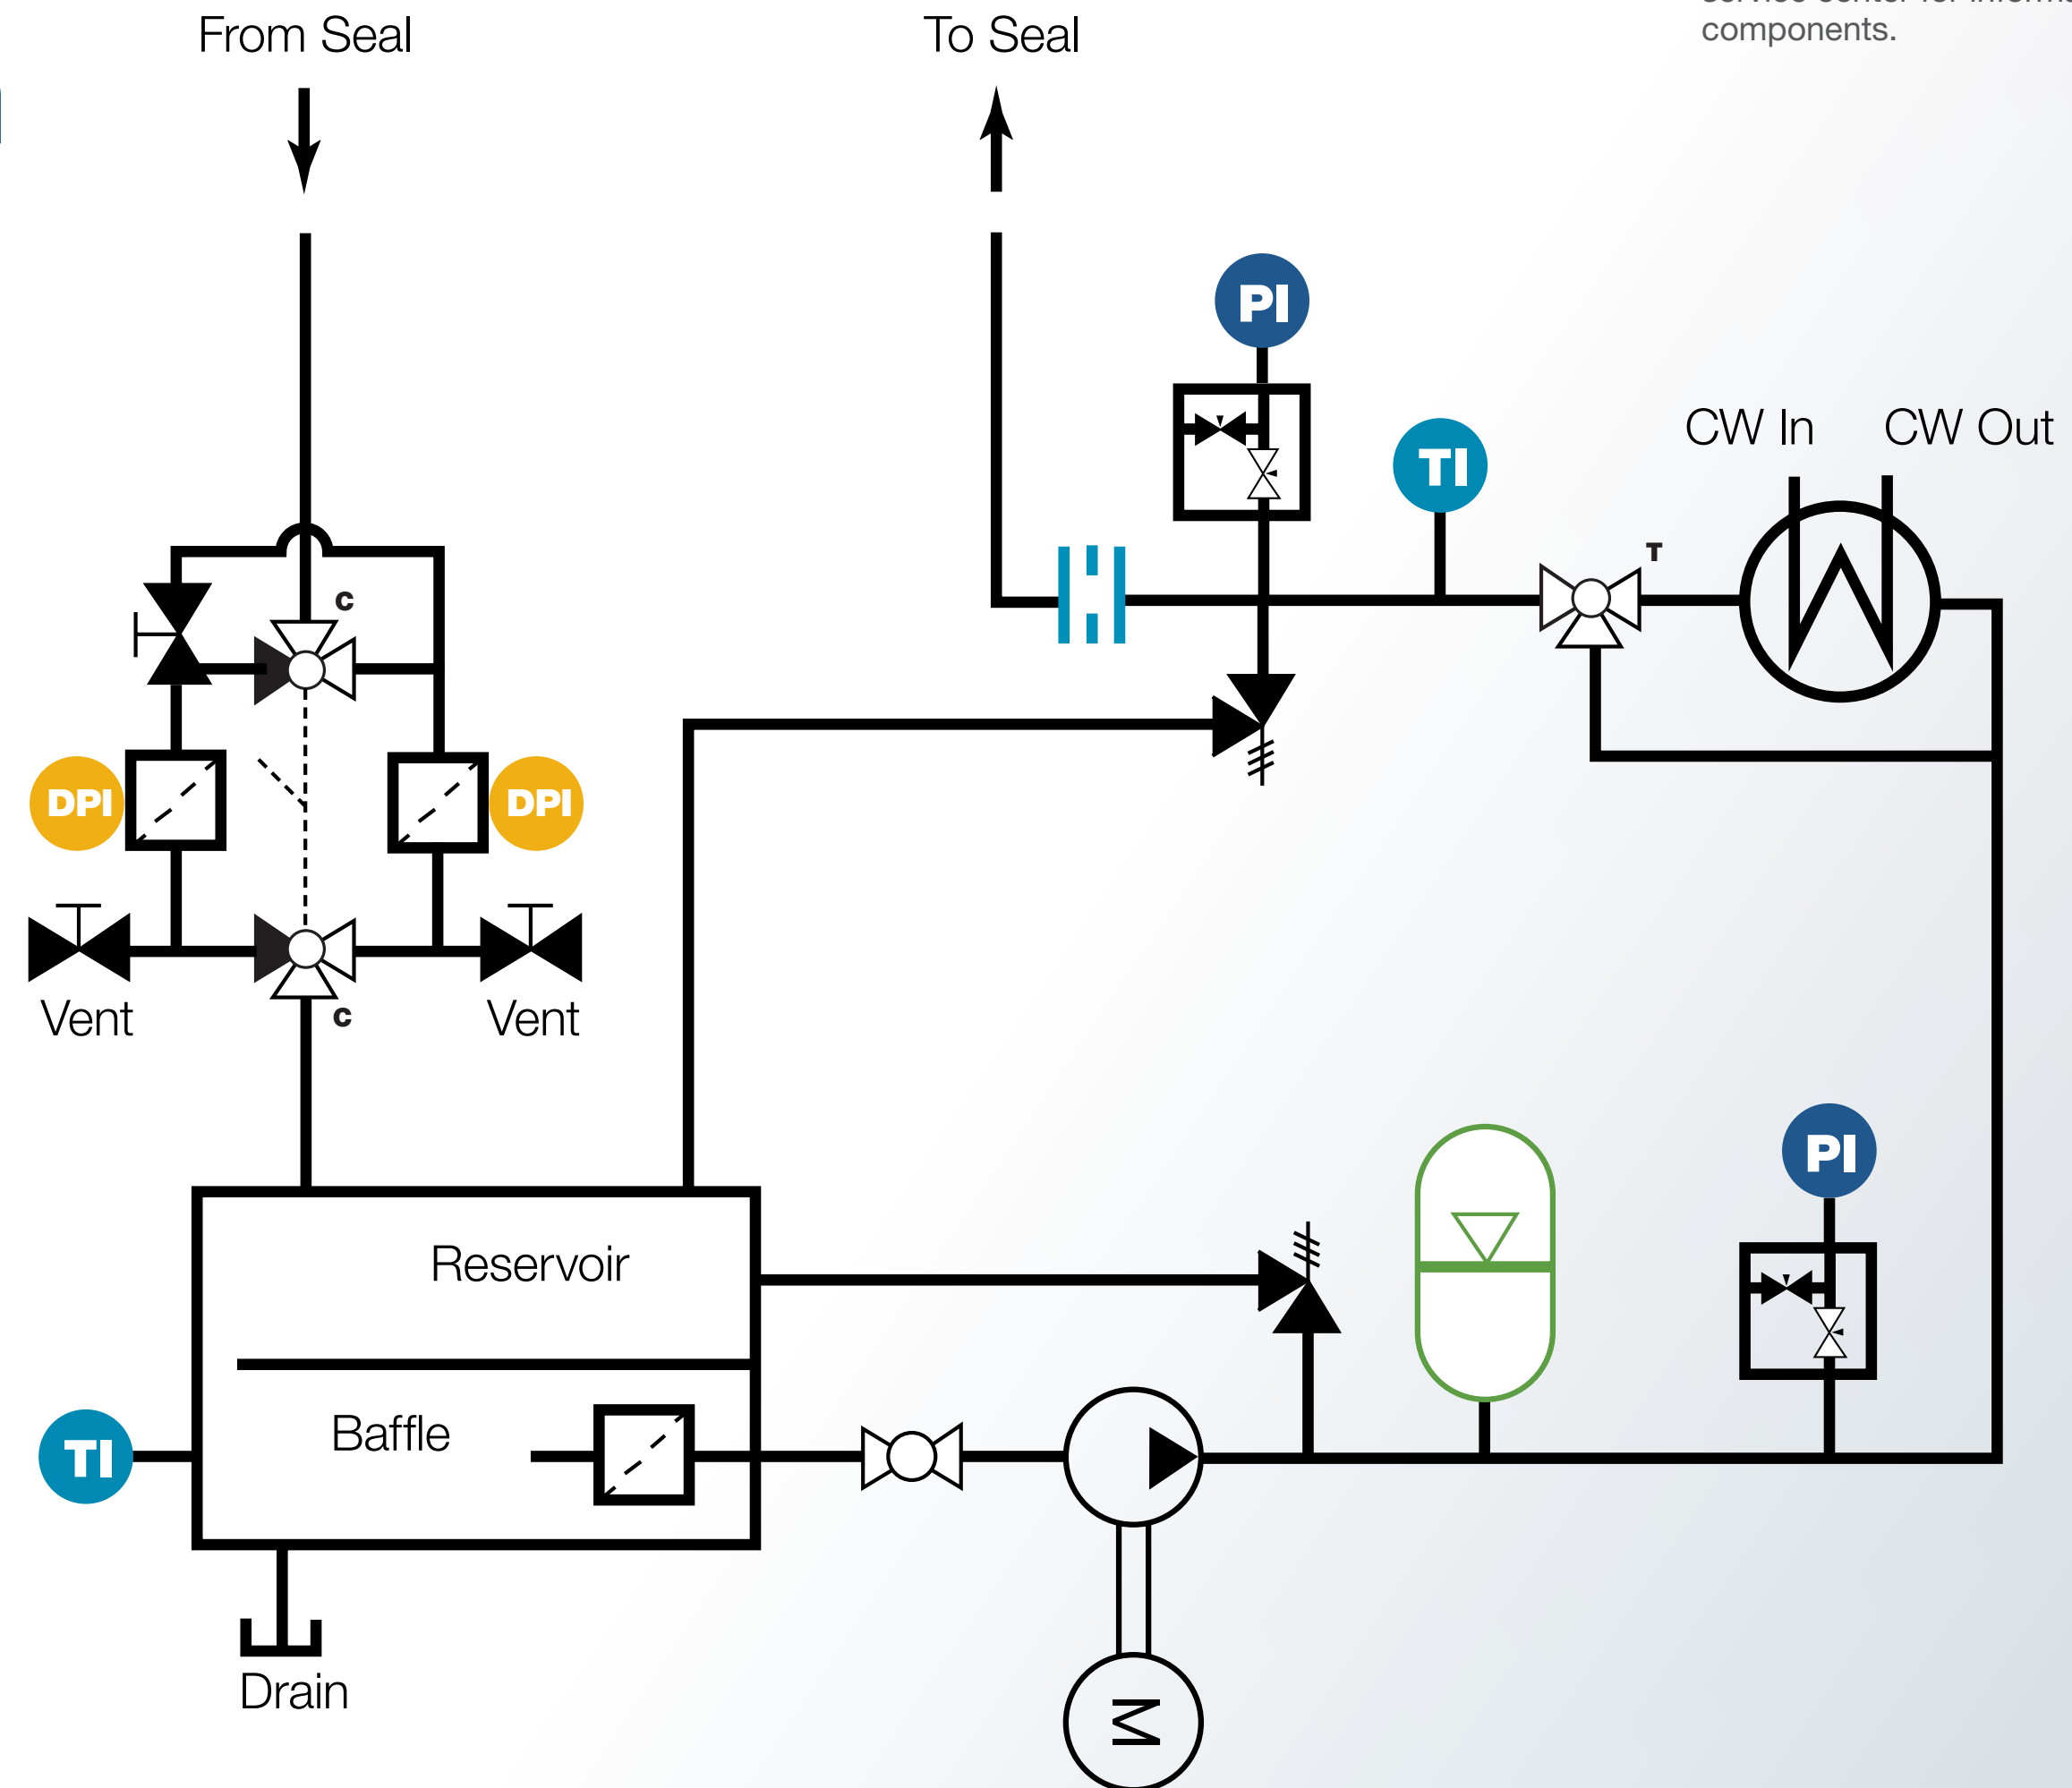 components.
From Seal
To Seal
PI
TI
CW In
CW Out
T
C
DPI
DPI
Vent
C
Vent
PI
Reservoir
Baffle
TI
Drain
M